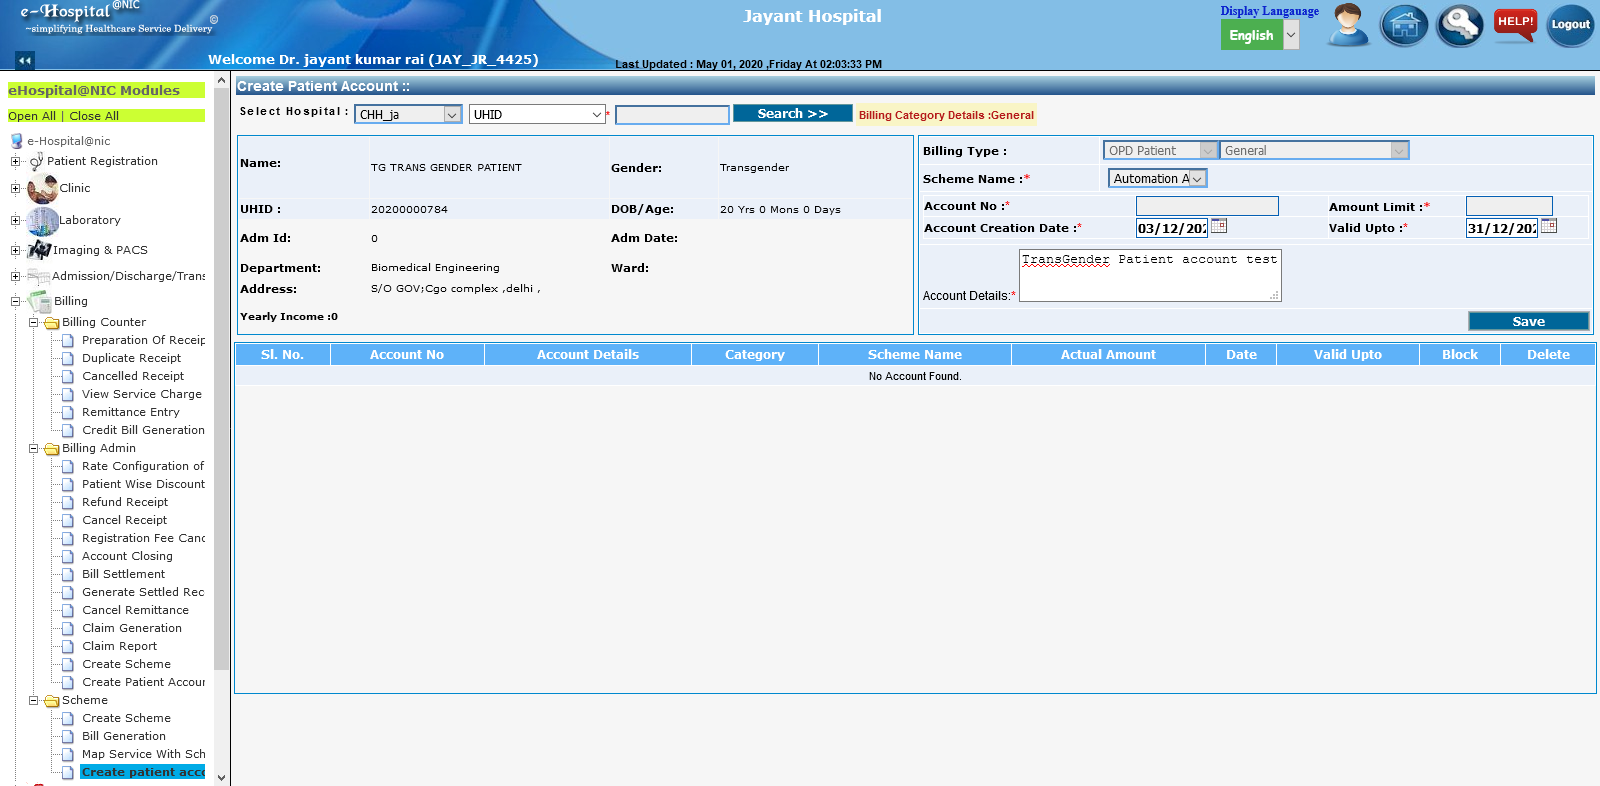 e-Hospital @NIC ©
~simplifying Healthcare Service Delivery
Jayant Hospital
Display Langauage
English
HELP!
Logout
Welcome Dr. jayant kumar rai (JAY_JR_4425)
Last Updated : May 01, 2020 ,Friday At 02:03:33 PM
eHospital@NIC Modules
Open All | Close All
e-Hospital@nic
Patient Registration
Clinic
Laboratory
Imaging & PACS
Admission/Discharge/Trans
Billing
Billing Counter
Preparation Of Receip
Duplicate Receipt
Cancelled Receipt
View Service Charge
Remittance Entry
Credit Bill Generation
Billing Admin
Rate Configuration of
Patient Wise Discount
Refund Receipt
Cancel Receipt
Registration Fee Canc
Account Closing
Bill Settlement
Generate Settled Rec
Cancel Remittance
Claim Generation
Claim Report
Create Scheme
Create Patient Accour
Scheme
Create Scheme
Bill Generation
Map Service With Sch
Create patient acco
Create Patient Account ::
Select Hospital : CHH_ja UHID * Search >> Billing Category Details :General
Name: TG TRANS GENDER PATIENT Gender: Transgender
UHID : 20200000784 DOB/Age: 20 Yrs 0 Mons 0 Days
Adm Id: 0 Adm Date:
Department: Biomedical Engineering Ward:
Address: S/O GOV;Cgo complex ,delhi ,
Yearly Income :0
Billing Type : OPD Patient General
Scheme Name :* Automation A
Account No :* Amount Limit :*
Account Creation Date :* 03/12/202 Valid Upto :* 31/12/202
Account Details:* TransGender Patient account test
Save
Sl. No. Account No Account Details Category Scheme Name Actual Amount Date Valid Upto Block Delete
No Account Found.